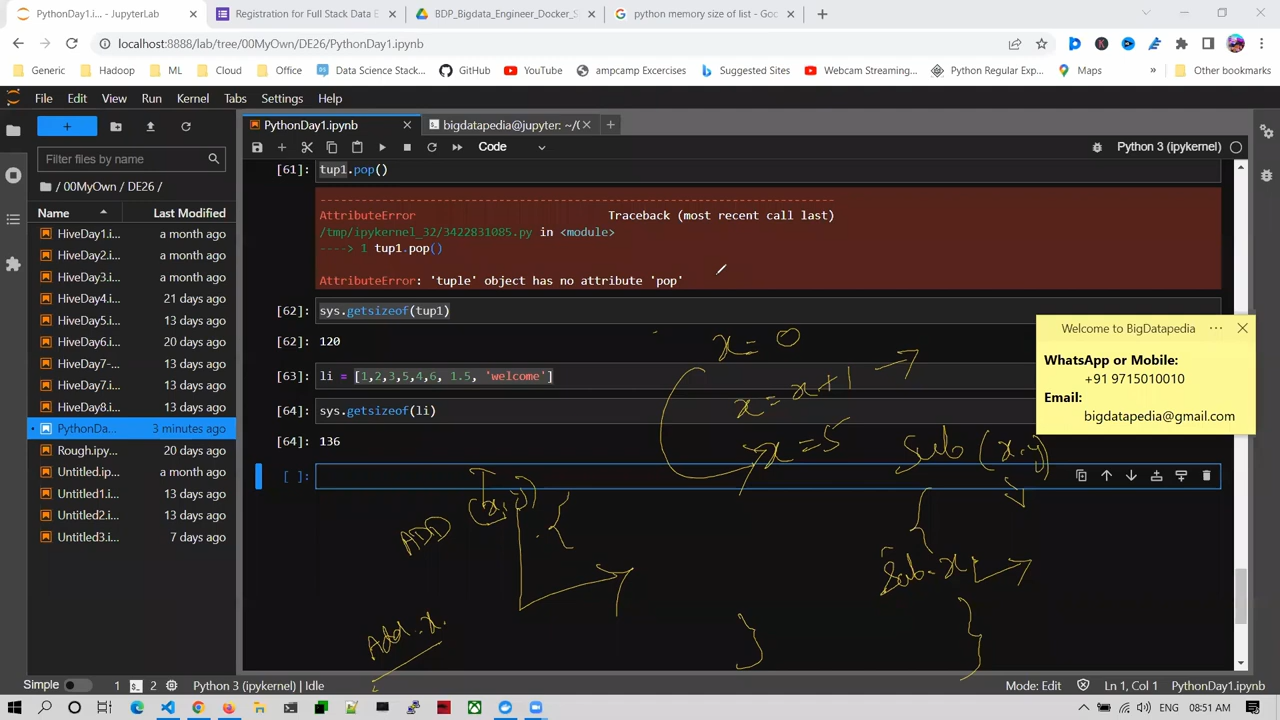 PythonDay1.i... - JupyterLab
Registration for Full Stack Data E
BDP_Bigdata_Engineer_Docker_S
python memory size of list - Goo
localhost:8888/lab/tree/00MyOwn/DE26/PythonDay1.ipynb
Generic Hadoop ML Cloud Office Data Science Stack... GitHub YouTube ampcamp Excercises Suggested Sites Webcam Streaming... Python Regular Exp... Maps » Other bookmarks
File Edit View Run Kernel Tabs Settings Help
PythonDay1.ipynb
bigdatapedia@jupyter: ~/(
Code
Python 3 (ipykernel)
Filter files by name
/ 00MyOwn / DE26 /
Name Last Modified
HiveDay1.i... a month ago
HiveDay2.i... a month ago
HiveDay3.i... a month ago
HiveDay4.i... 21 days ago
HiveDay5.i... 13 days ago
HiveDay6.i... 20 days ago
HiveDay7-... 13 days ago
HiveDay7.i... 13 days ago
HiveDay8.i... 13 days ago
PythonDa... 3 minutes ago
Rough.ipy... 20 days ago
Untitled.ip... a month ago
Untitled1.i... 13 days ago
Untitled2.i... 13 days ago
Untitled3.i... 7 days ago
[61]: tup1.pop()
---------------------------------------------------------------------------
AttributeError Traceback (most recent call last)
/tmp/ipykernel_32/3422831085.py in <module>
----> 1 tup1.pop()
AttributeError: 'tuple' object has no attribute 'pop'
[62]: sys.getsizeof(tup1)
[62]: 120
[63]: li = [1,2,3,5,4,6, 1.5, 'welcome']
[64]: sys.getsizeof(li)
[64]: 136
[ ]:
x = 0
x = x + 1
x = 5
Sub (x, y)
{
Sub.x
}
ADD (x, y)
{
}
Add.x.
Welcome to BigDatapedia
WhatsApp or Mobile:
+91 9715010010
Email:
bigdatapedia@gmail.com
Simple 1 2 Python 3 (ipykernel) | Idle Mode: Edit Ln 1, Col 1 PythonDay1.ipynb
ENG 08:51 AM